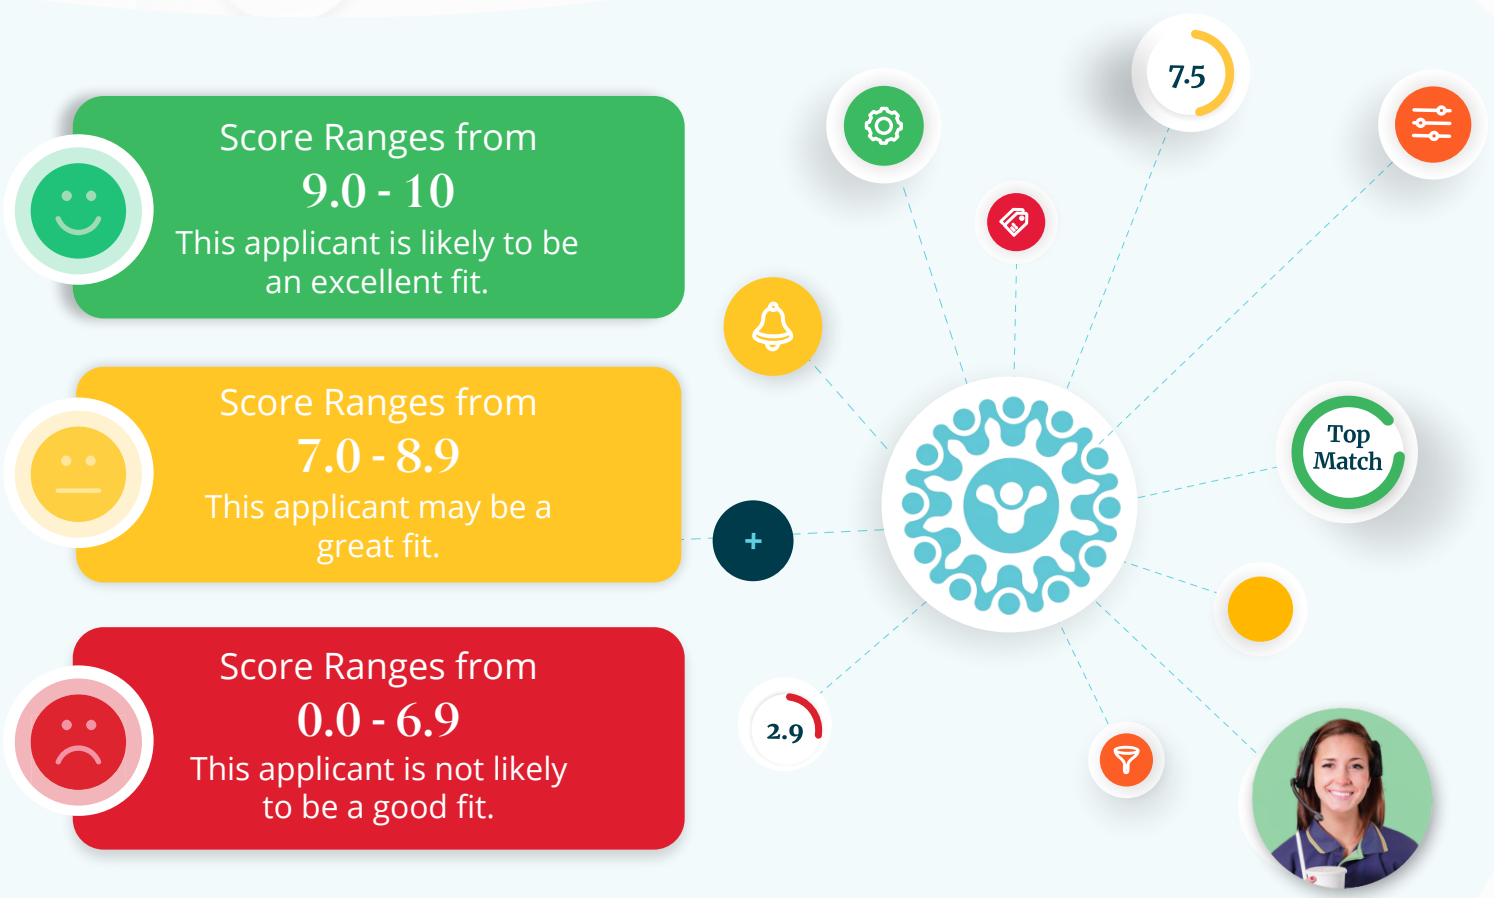 Score Ranges from
9.0 - 10
This applicant is likely to be
an excellent fit.
Score Ranges from
7.0 - 8.9
This applicant may be a
great fit.
Score Ranges from
0.0 - 6.9
This applicant is not likely
to be a good fit.
7.5
Top
Match
+
2.9